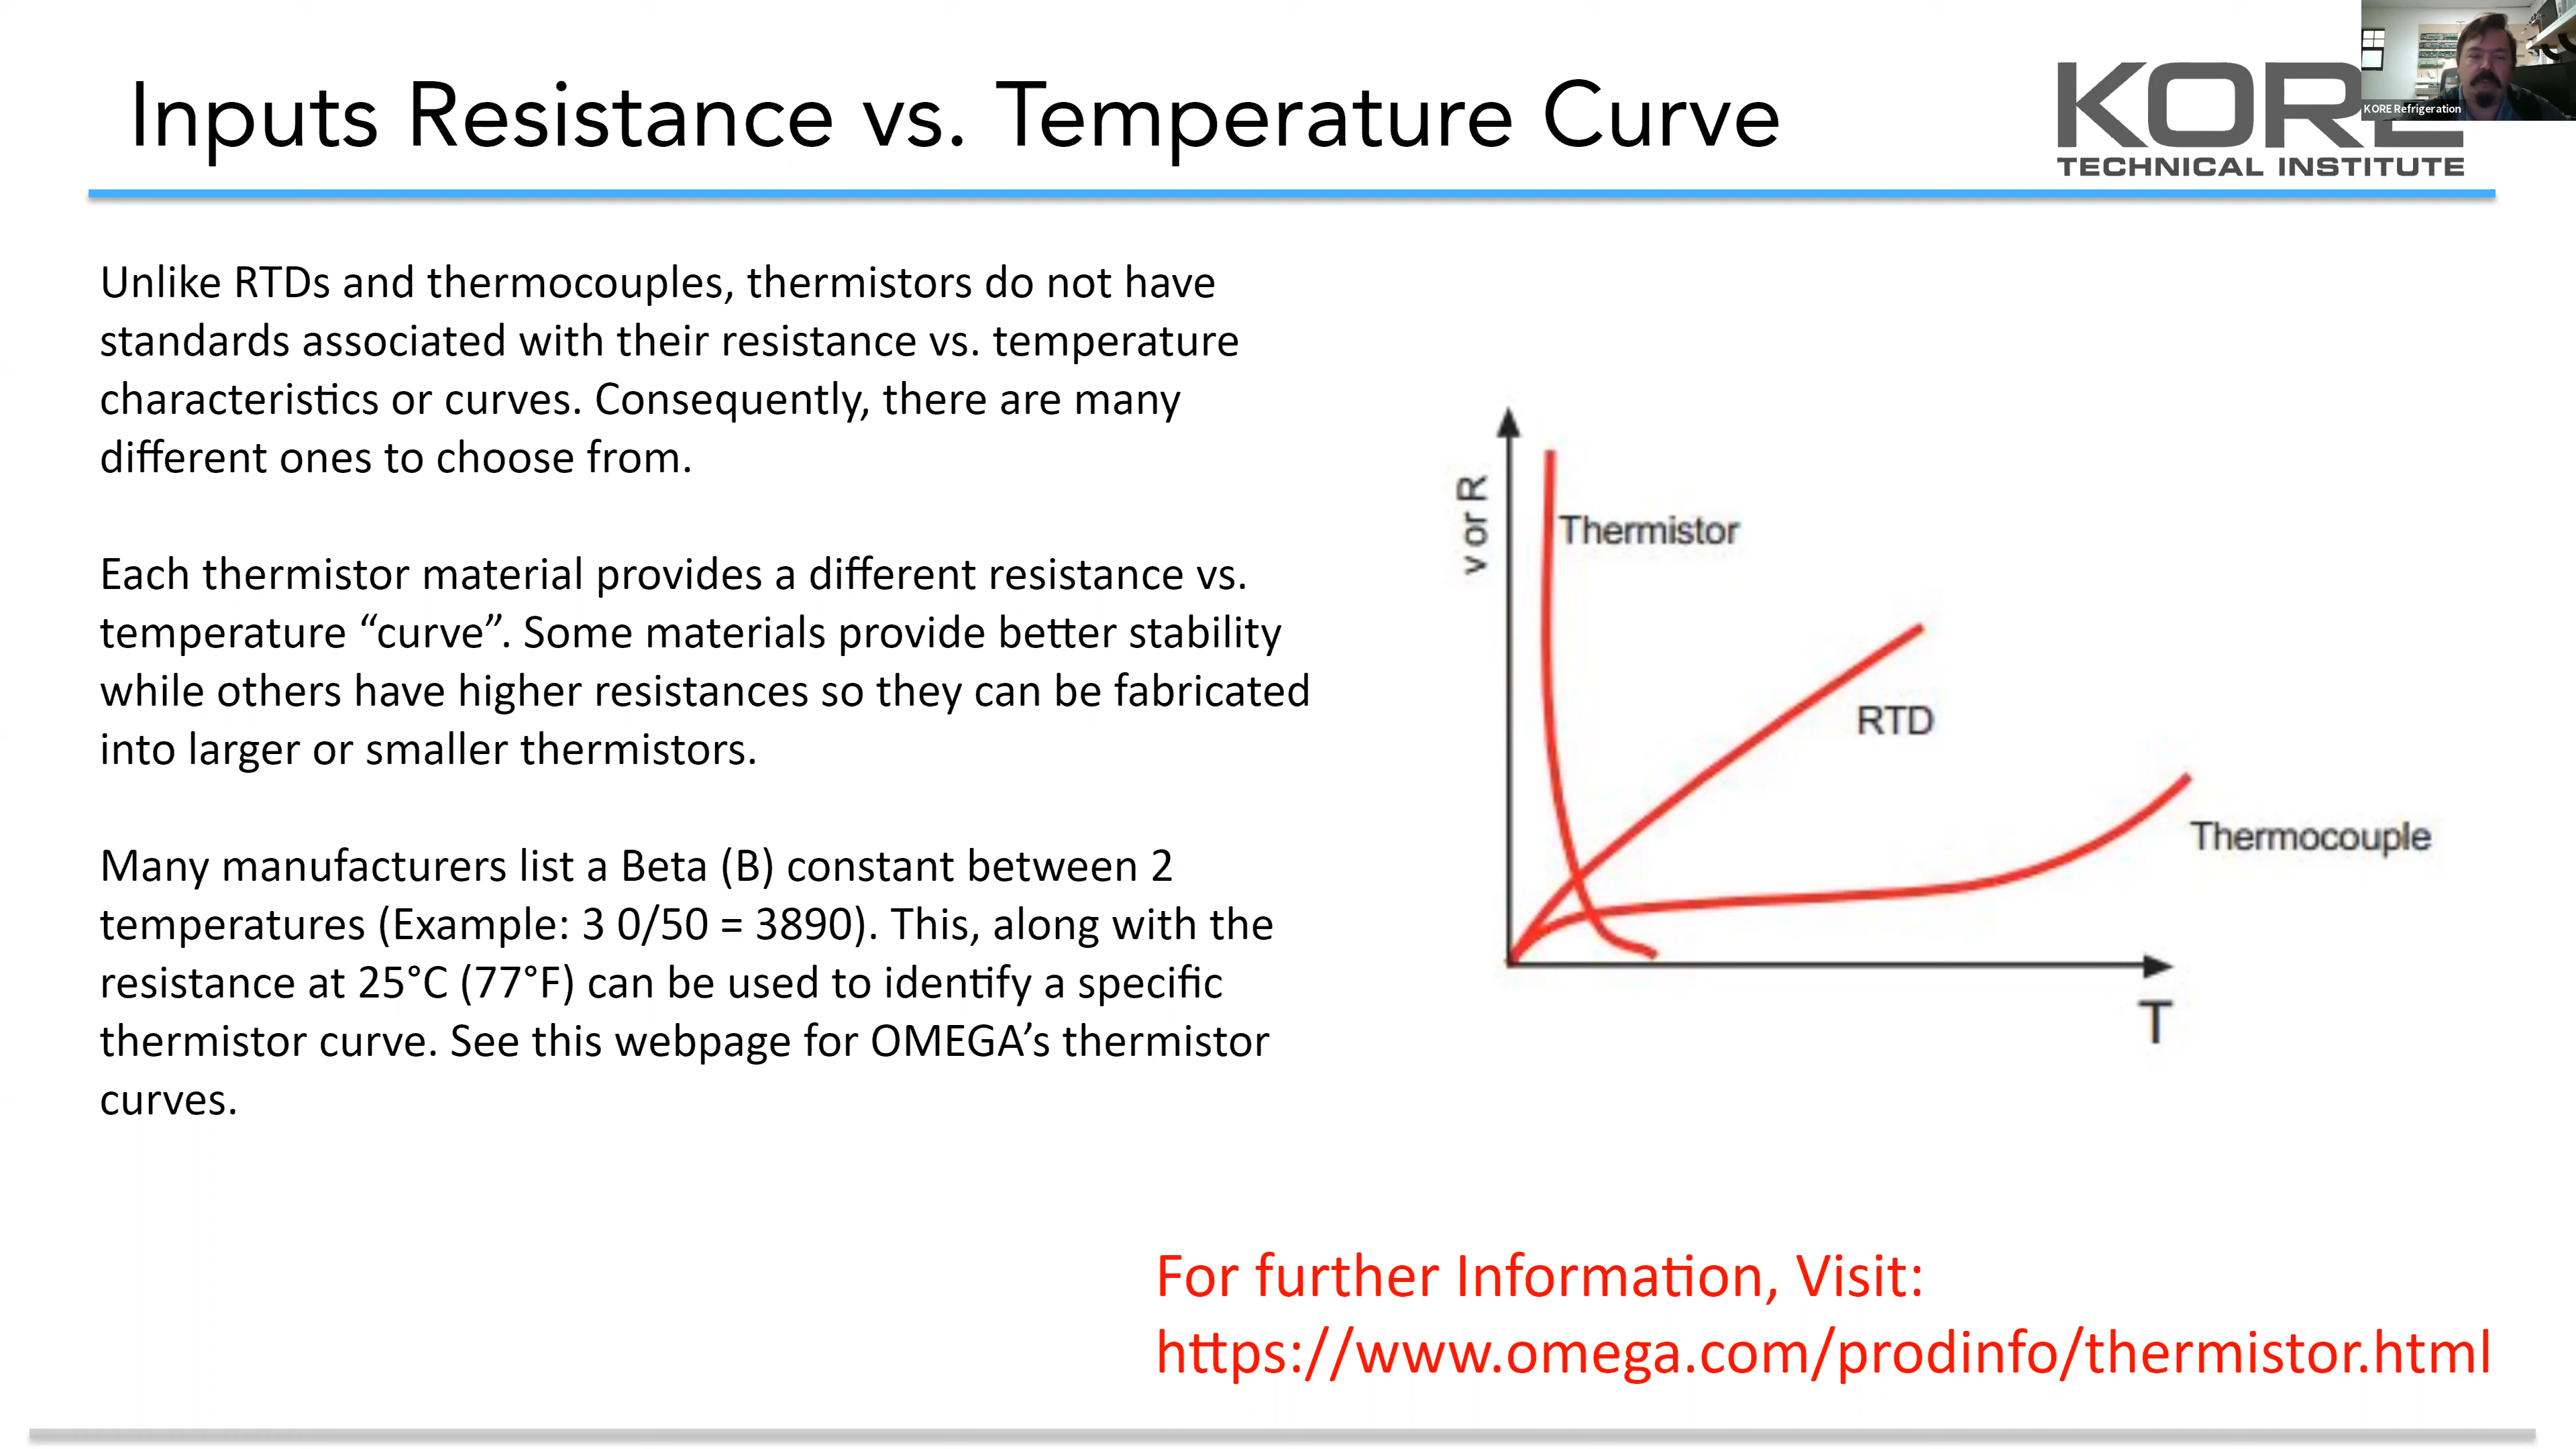 Inputs Resistance vs. Temperature Curve
KORE
TECHNICAL INSTITUTE
KORE Refrigeration
Unlike RTDs and thermocouples, thermistors do not have
standards associated with their resistance vs. temperature
characteristics or curves. Consequently, there are many
different ones to choose from.
Each thermistor material provides a different resistance vs.
temperature “curve”. Some materials provide better stability
while others have higher resistances so they can be fabricated
into larger or smaller thermistors.
Many manufacturers list a Beta (B) constant between 2
temperatures (Example: 3 0/50 = 3890). This, along with the
resistance at 25°C (77°F) can be used to identify a specific
thermistor curve. See this webpage for OMEGA’s thermistor
curves.
v or R
Thermistor
RTD
Thermocouple
T
For further Information, Visit:
https://www.omega.com/prodinfo/thermistor.html